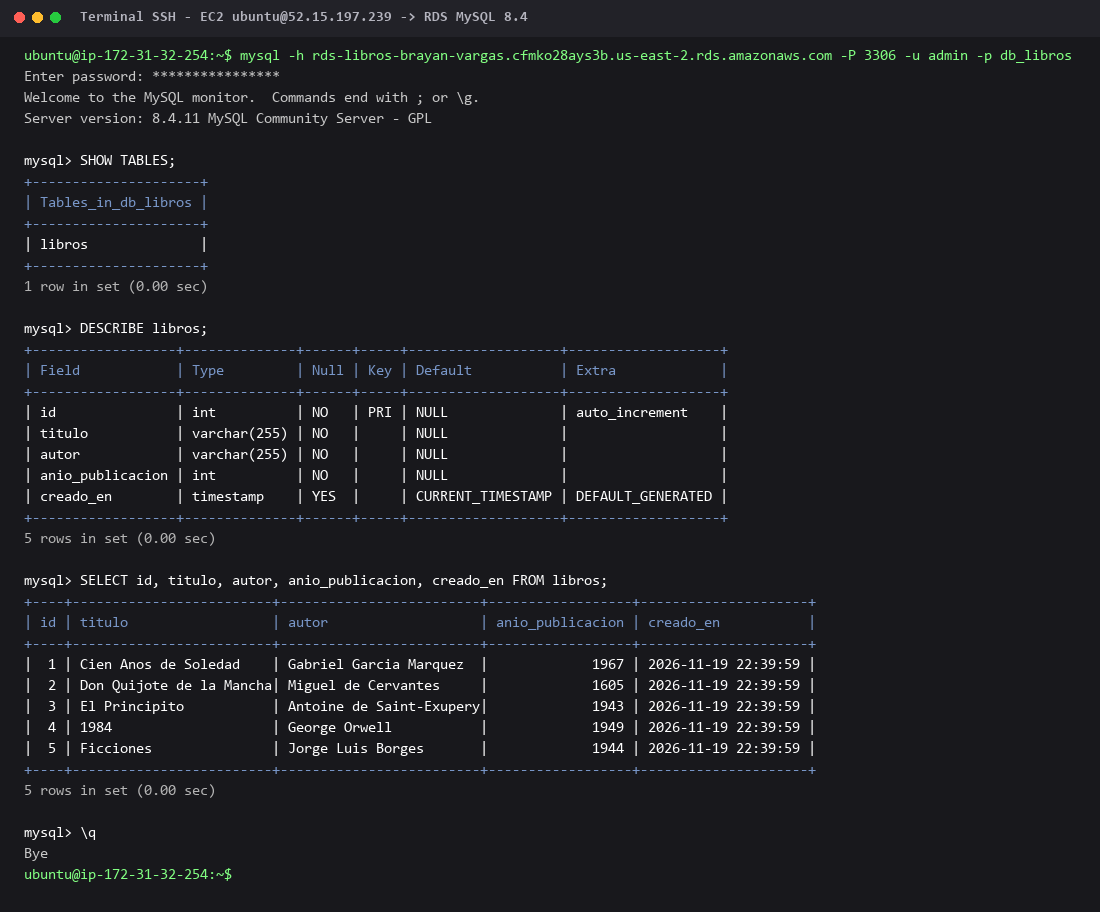 Terminal SSH - EC2 ubuntu@52.15.197.239 -> RDS MySQL 8.4
ubuntu@ip-172-31-32-254:~$ mysql -h rds-libros-brayan-vargas.cfmko28ays3b.us-east-2.rds.amazonaws.com -P 3306 -u admin -p db_libros
Enter password: ****************
Welcome to the MySQL monitor.  Commands end with ; or \g.
Server version: 8.4.11 MySQL Community Server - GPL
mysql> SHOW TABLES;
+---------------------+
| Tables_in_db_libros |
+---------------------+
| libros              |
+---------------------+
1 row in set (0.00 sec)
mysql> DESCRIBE libros;
+------------------+--------------+------+-----+-------------------+-------------------+
| Field            | Type         | Null | Key | Default           | Extra             |
+------------------+--------------+------+-----+-------------------+-------------------+
| id               | int          | NO   | PRI | NULL              | auto_increment    |
| titulo           | varchar(255) | NO   |     | NULL              |                   |
| autor            | varchar(255) | NO   |     | NULL              |                   |
| anio_publicacion | int          | NO   |     | NULL              |                   |
| creado_en        | timestamp    | YES  |     | CURRENT_TIMESTAMP | DEFAULT_GENERATED |
+------------------+--------------+------+-----+-------------------+-------------------+
5 rows in set (0.00 sec)
mysql> SELECT id, titulo, autor, anio_publicacion, creado_en FROM libros;
+----+-------------------------+-------------------------+------------------+---------------------+
| id | titulo                  | autor                   | anio_publicacion | creado_en           |
+----+-------------------------+-------------------------+------------------+---------------------+
|  1 | Cien Anos de Soledad    | Gabriel Garcia Marquez  |             1967 | 2026-11-19 22:39:59 |
|  2 | Don Quijote de la Mancha| Miguel de Cervantes     |             1605 | 2026-11-19 22:39:59 |
|  3 | El Principito           | Antoine de Saint-Exupery|             1943 | 2026-11-19 22:39:59 |
|  4 | 1984                    | George Orwell           |             1949 | 2026-11-19 22:39:59 |
|  5 | Ficciones               | Jorge Luis Borges       |             1944 | 2026-11-19 22:39:59 |
+----+-------------------------+-------------------------+------------------+---------------------+
5 rows in set (0.00 sec)
mysql> \q
Bye
ubuntu@ip-172-31-32-254:~$